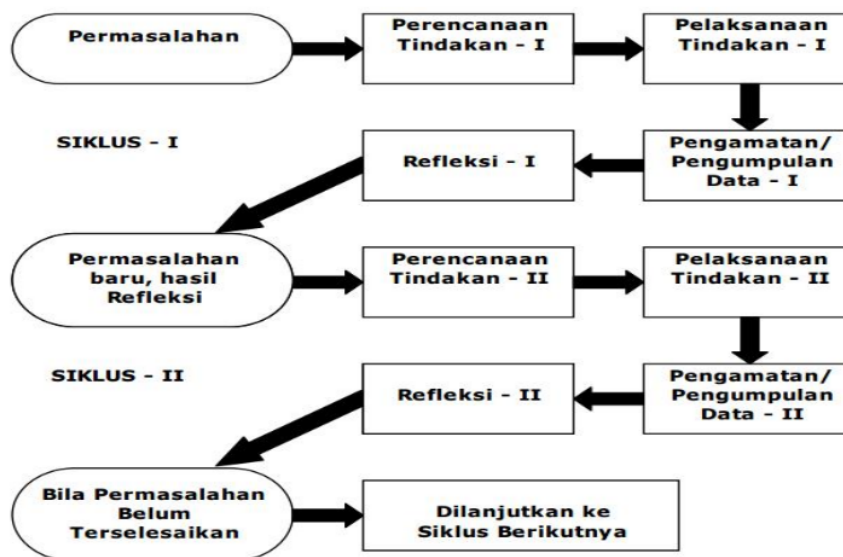 Permasalahan
Perencanaan
Tindakan - I
Pelaksanaan
Tindakan - I
SIKLUS - I
Refleksi - I
Pengamatan/
Pengumpulan
Data - I
Permasalahan
baru, hasil
Refleksi
Perencanaan
Tindakan - II
Pelaksanaan
Tindakan - II
SIKLUS - II
Refleksi - II
Pengamatan/
Pengumpulan
Data - II
Bila Permasalahan
Belum
Terselesaikan
Dilanjutkan ke
Siklus Berikutnya